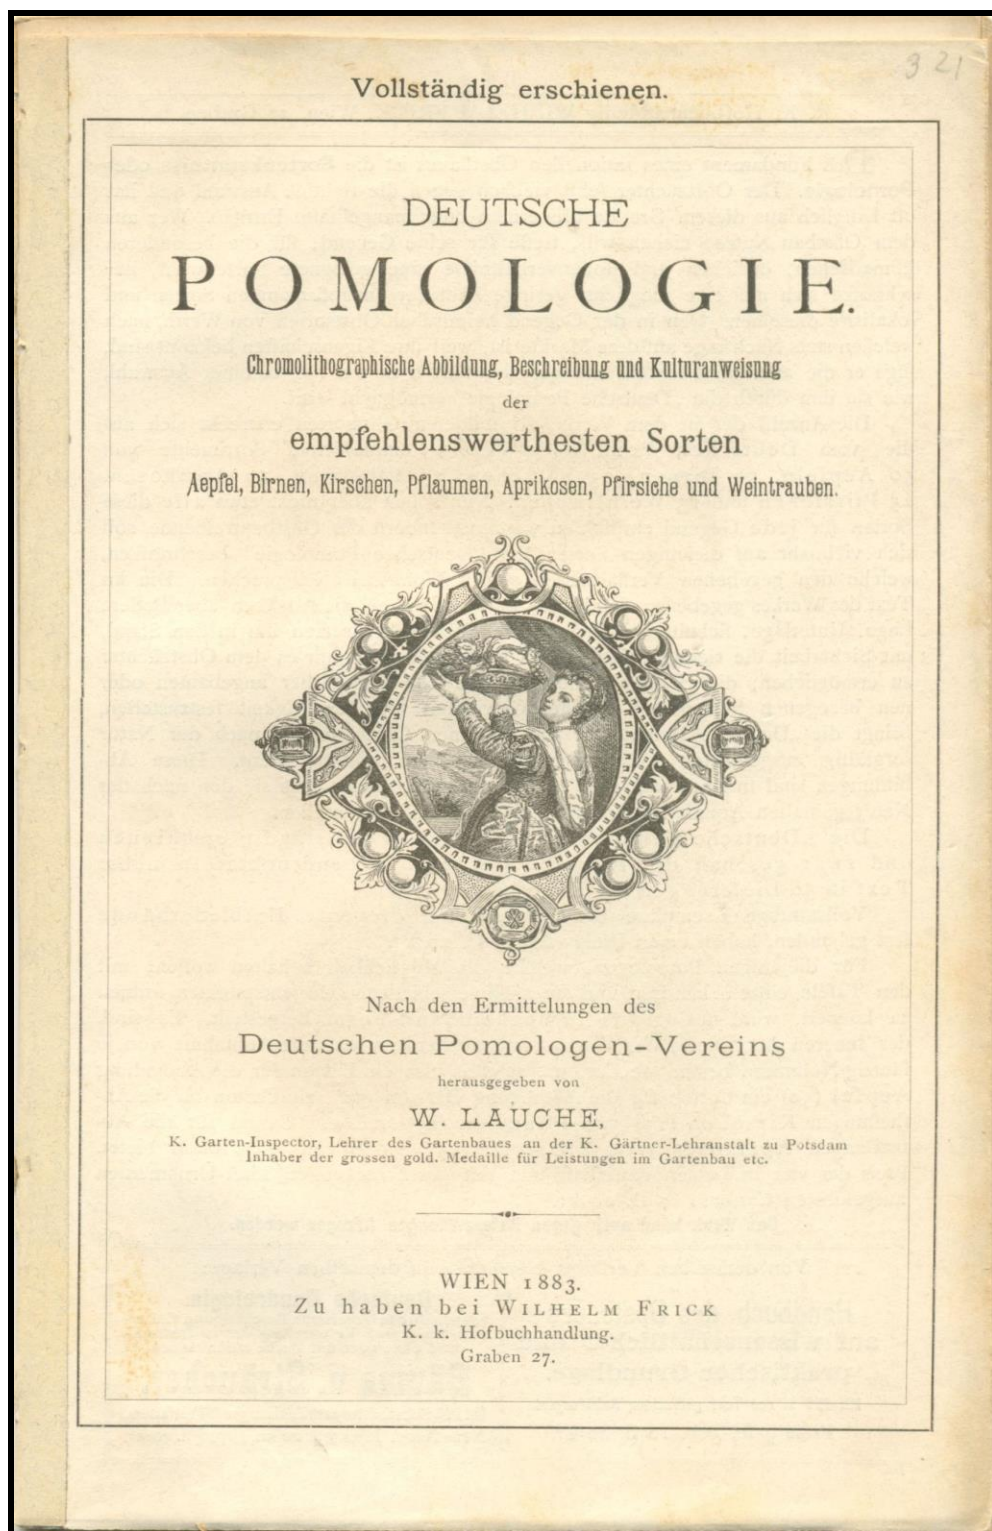 3 21
Vollständig erschienen.
DEUTSCHE
POMOLOGIE.
Chromolithographische Abbildung, Beschreibung und Kulturanweisung
der
empfehlenswerthesten Sorten
Aepfel, Birnen, Kirschen, Pflaumen, Aprikosen, Pfirsiche und Weintrauben.
Nach den Ermittelungen des
Deutschen Pomologen-Vereins
herausgegeben von
W. LAUCHE,
K. Garten-Inspector, Lehrer des Gartenbaues an der K. Gärtner-Lehranstalt zu Potsdam
Inhaber der grossen gold. Medaille für Leistungen im Gartenbau etc.
WIEN 1883.
Zu haben bei WILHELM FRICK
K. k. Hofbuchhandlung.
Graben 27.